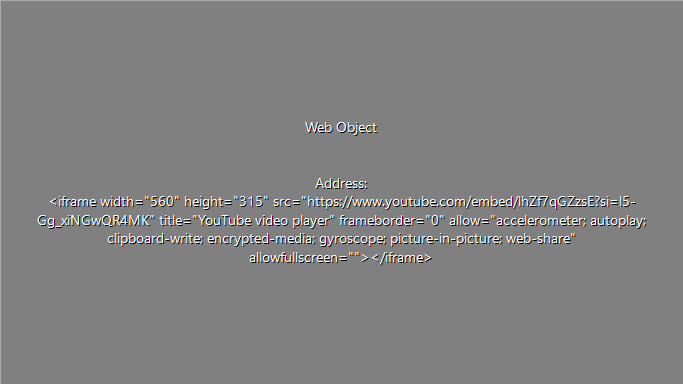 Web Object
Address:
<iframe width="560" height="315" src="https://www.youtube.com/embed/lhZf7qGZzsE?si=I5-
Gg_xiNGwQR4MK" title="YouTube video player" frameborder="0" allow="accelerometer; autoplay;
clipboard-write; encrypted-media; gyroscope; picture-in-picture; web-share"
allowfullscreen=""></iframe>